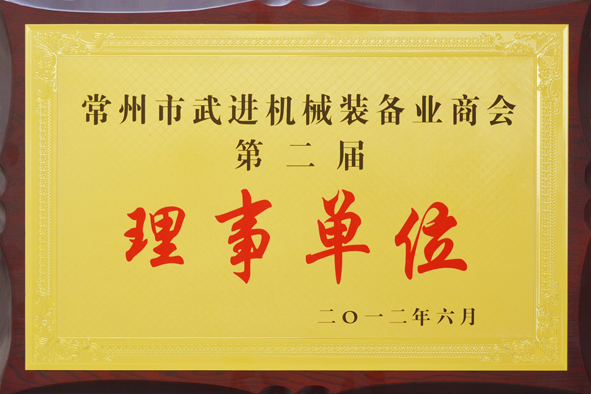 常州市武进机械装备业商会
第二届
理事单位
二〇一二年六月